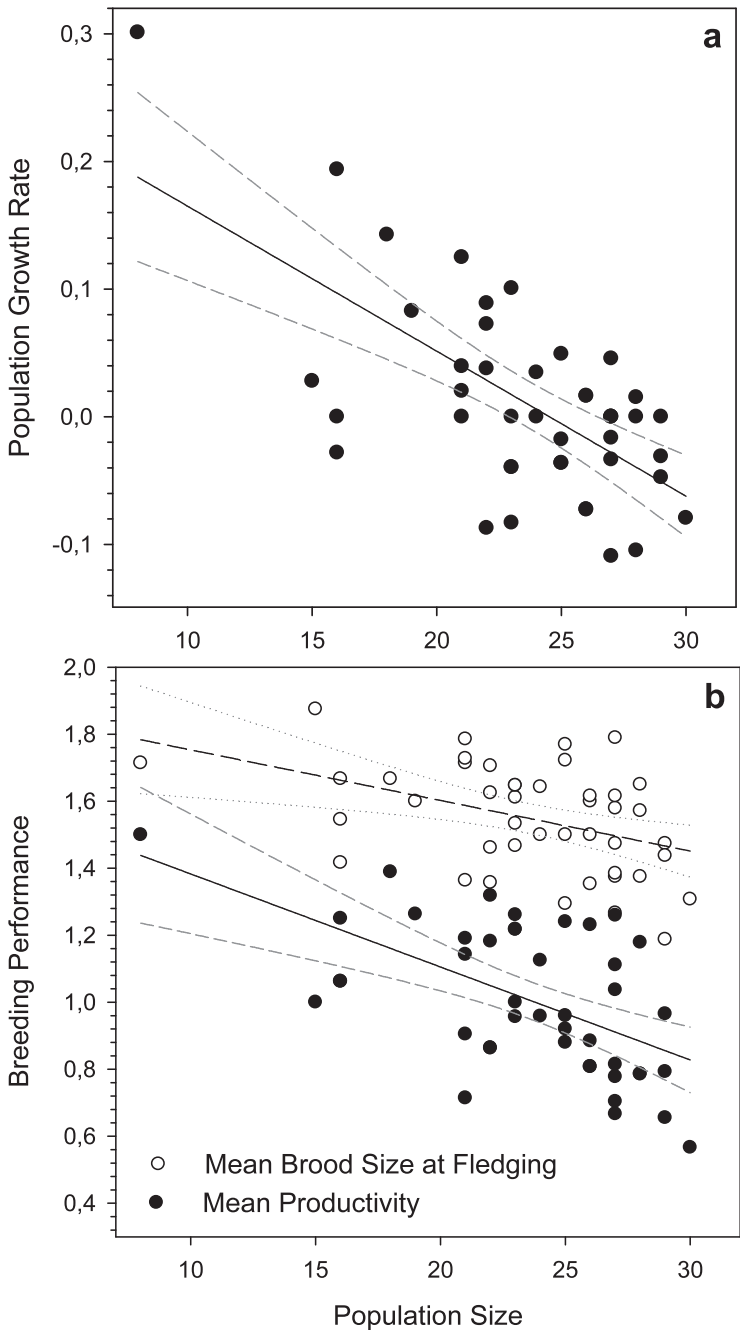 a
0,3
0,2
0,1
0,0
-0,1
Population Growth Rate
10 15 20 25 30
b
2,0
1,8
1,6
1,4
1,2
1,0
0,8
0,6
0,4
Breeding Performance
Mean Brood Size at Fledging
Mean Productivity
10 15 20 25 30
Population Size